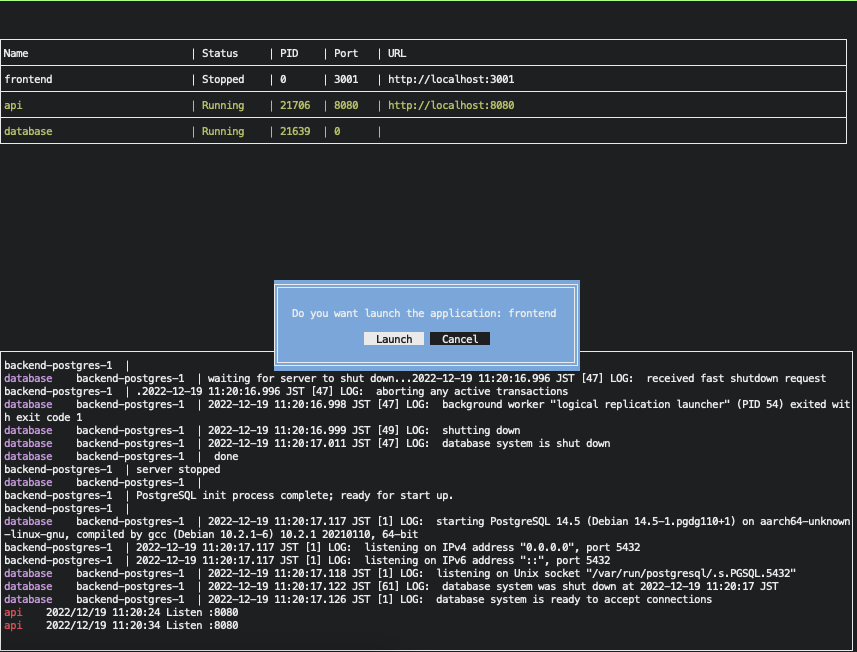 Name | Status | PID | Port | URL
frontend | Stopped | 0 | 3001 | http://localhost:3001
api | Running | 21706 | 8080 | http://localhost:8080
database | Running | 21639 | 0 |
Do you want launch the application: frontend
Launch Cancel
backend-postgres-1 |
database backend-postgres-1 | waiting for server to shut down...2022-12-19 11:20:16.996 JST [47] LOG: received fast shutdown request
backend-postgres-1 | .2022-12-19 11:20:16.996 JST [47] LOG: aborting any active transactions
database backend-postgres-1 | 2022-12-19 11:20:16.998 JST [47] LOG: background worker "logical replication launcher" (PID 54) exited wit
h exit code 1
database backend-postgres-1 | 2022-12-19 11:20:16.999 JST [49] LOG: shutting down
database backend-postgres-1 | 2022-12-19 11:20:17.011 JST [47] LOG: database system is shut down
database backend-postgres-1 | done
backend-postgres-1 | server stopped
database backend-postgres-1 |
backend-postgres-1 | PostgreSQL init process complete; ready for start up.
backend-postgres-1 |
database backend-postgres-1 | 2022-12-19 11:20:17.117 JST [1] LOG: starting PostgreSQL 14.5 (Debian 14.5-1.pgdg110+1) on aarch64-unknown
-linux-gnu, compiled by gcc (Debian 10.2.1-6) 10.2.1 20210110, 64-bit
backend-postgres-1 | 2022-12-19 11:20:17.117 JST [1] LOG: listening on IPv4 address "0.0.0.0", port 5432
backend-postgres-1 | 2022-12-19 11:20:17.117 JST [1] LOG: listening on IPv6 address "::", port 5432
database backend-postgres-1 | 2022-12-19 11:20:17.118 JST [1] LOG: listening on Unix socket "/var/run/postgresql/.s.PGSQL.5432"
database backend-postgres-1 | 2022-12-19 11:20:17.122 JST [61] LOG: database system was shut down at 2022-12-19 11:20:17 JST
database backend-postgres-1 | 2022-12-19 11:20:17.126 JST [1] LOG: database system is ready to accept connections
api 2022/12/19 11:20:24 Listen :8080
api 2022/12/19 11:20:34 Listen :8080